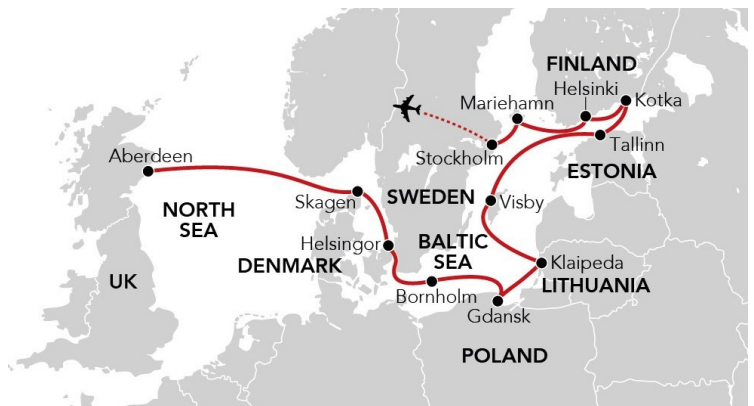 FINLAND
Helsinki
Mariehamn
Kotka
Stockholm
Tallinn
ESTONIA
Aberdeen
Skagen
SWEDEN
Visby
NORTH
SEA
Helsingor
BALTIC
SEA
DENMARK
Klaipeda
UK
LITHUANIA
Bornholm
Gdansk
POLAND